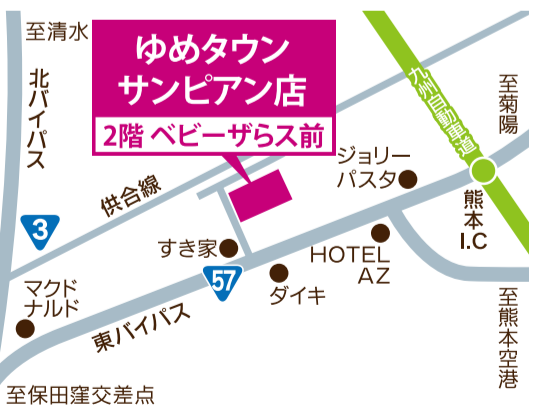 至清水
北バイパス
ゆめタウン
サンピアン店
2階 ベビーザらス前
九州自動車道
至菊陽
供合線
ジョリー
パスタ
熊本
I.C
3
すき家
HOTEL
AZ
57
ダイキ
マクド
ナルド
東バイパス
至熊本空港
至保田窪交差点